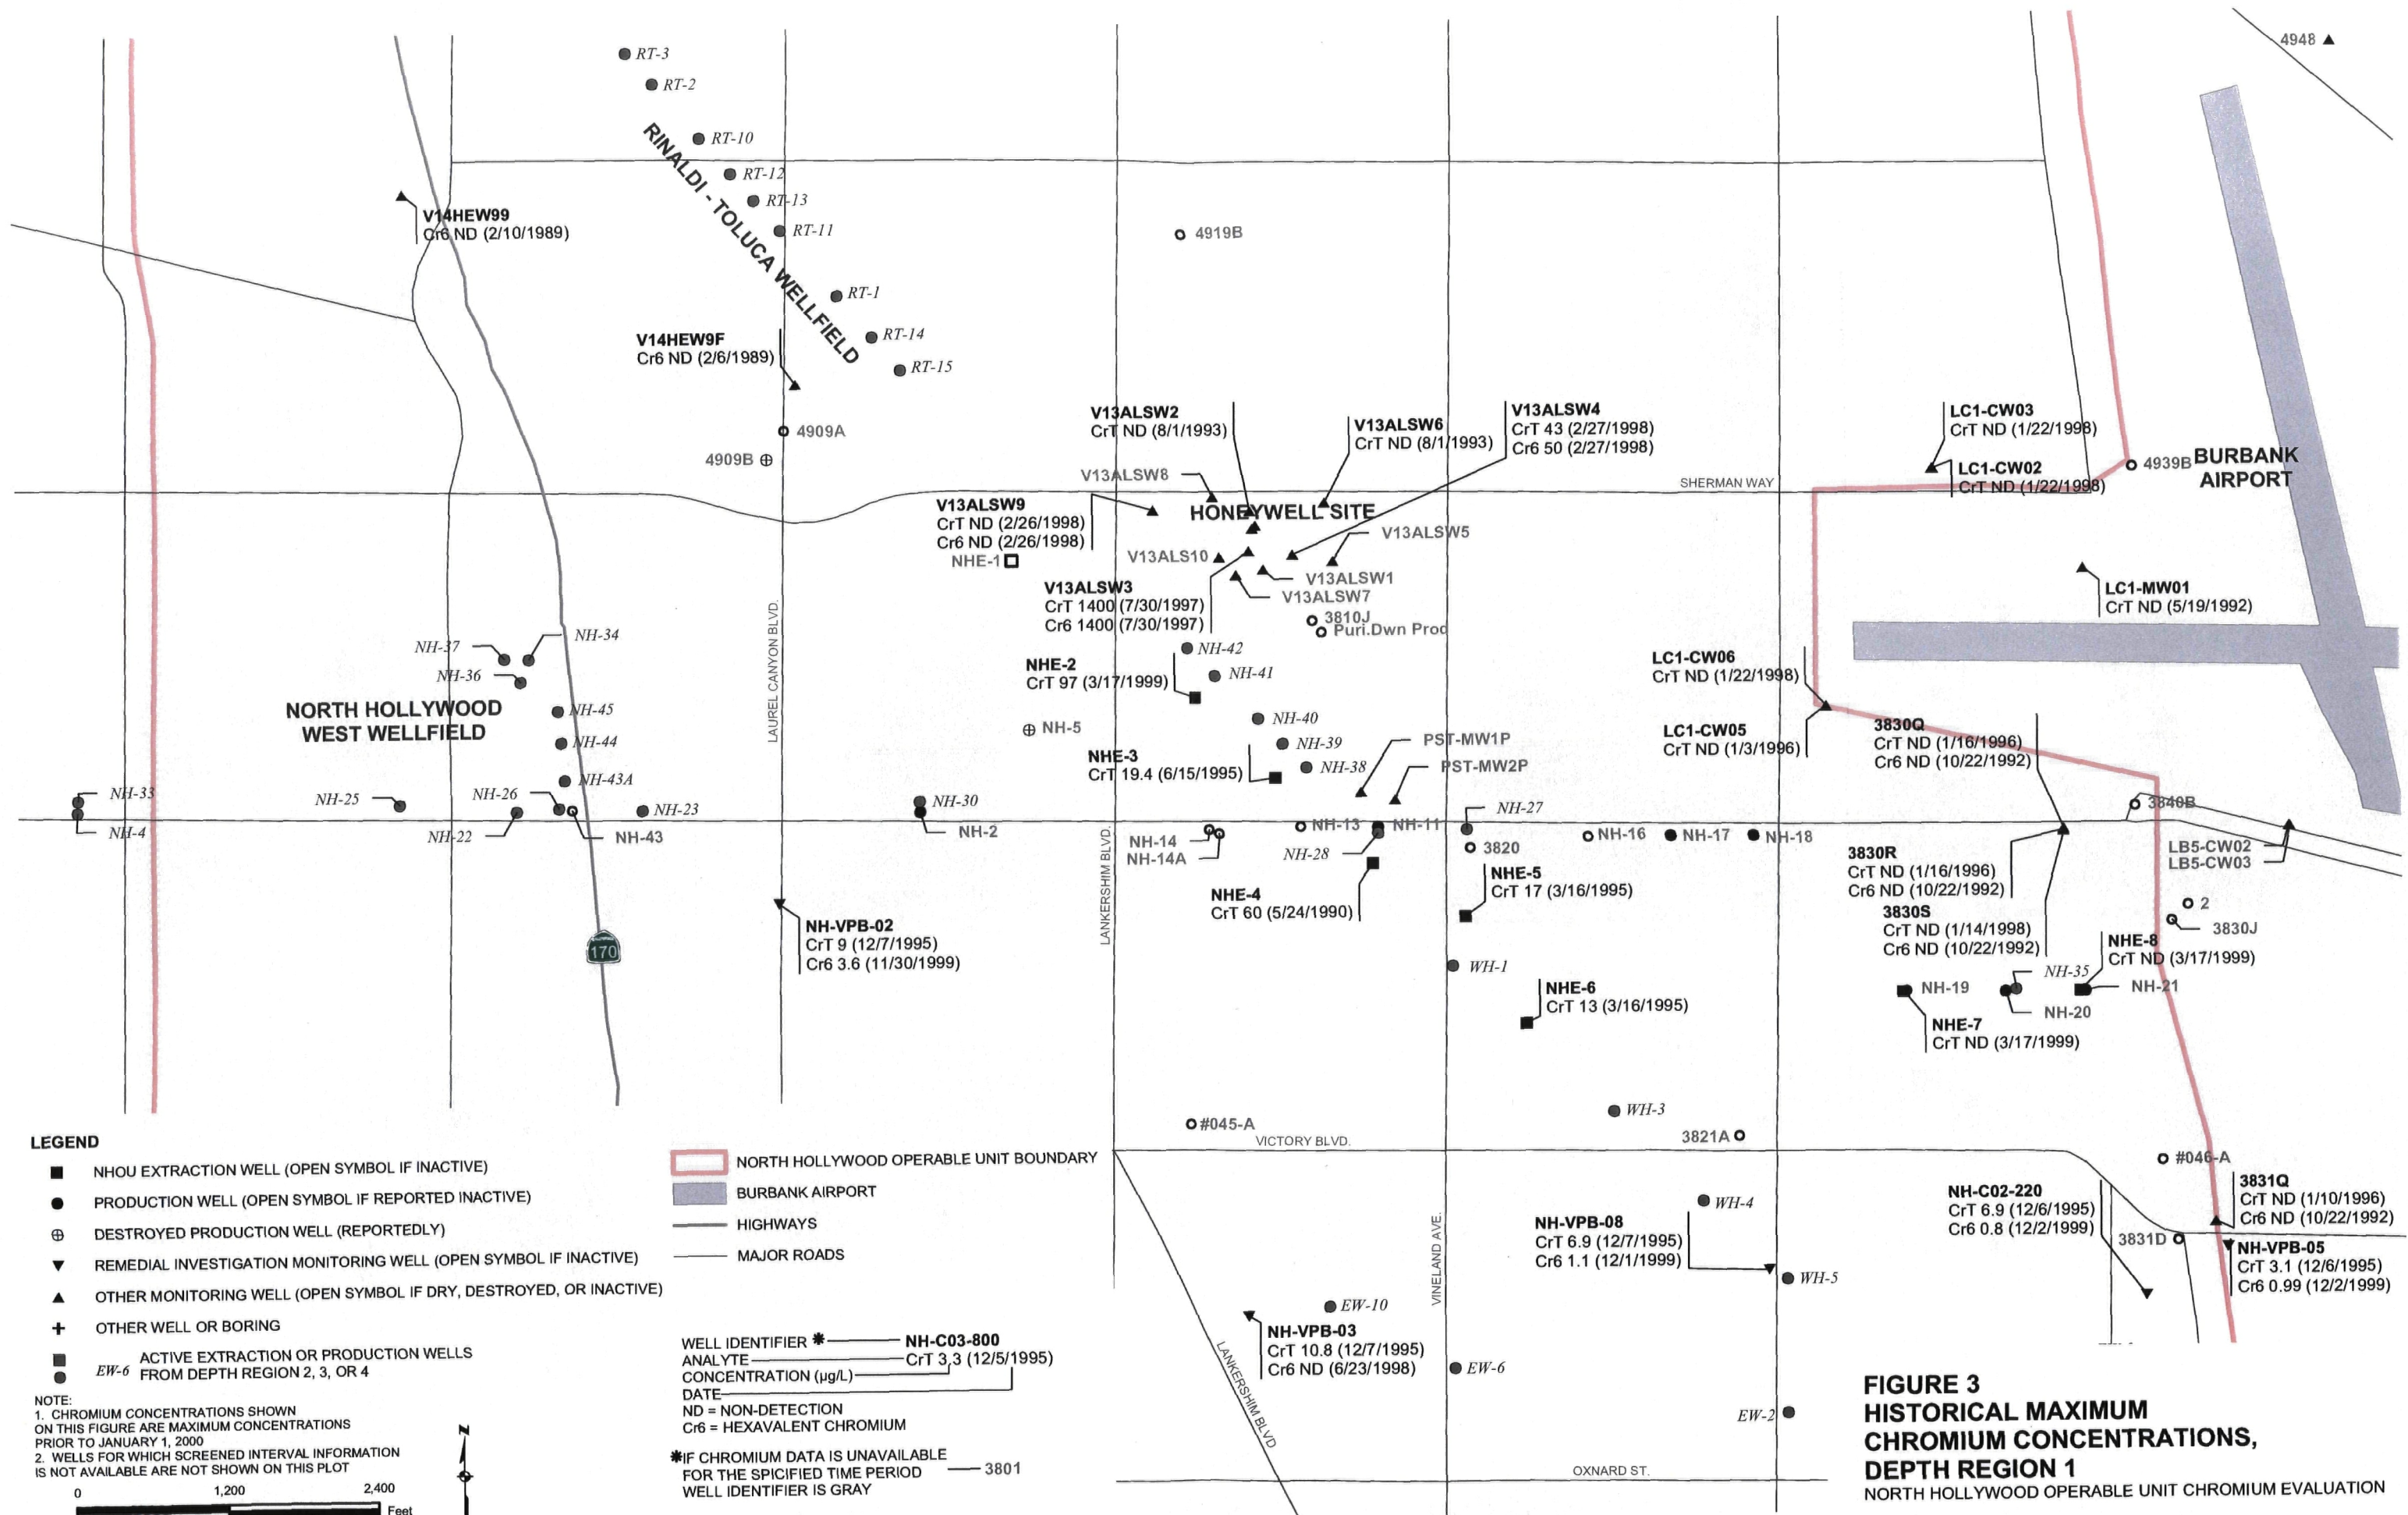 4948
RT-3
RT-2
RT-10
RINALDI - TOLUCA WELLFIELD
RT-12
RT-13
RT-11
V14HEW99
Cr6 ND (2/10/1989)
4919B
RT-1
RT-14
RT-15
V14HEW9F
Cr6 ND (2/6/1989)
4909A
4909B
V13ALSW2
CrT ND (8/1/1993)
V13ALSW6
CrT ND (8/1/1993)
V13ALSW4
CrT 43 (2/27/1998)
Cr6 50 (2/27/1998)
LC1-CW03
CrT ND (1/22/1998)
LC1-CW02
CrT ND (1/22/1998)
4939B
BURBANK
AIRPORT
V13ALSW8
SHERMAN WAY
V13ALSW9
CrT ND (2/26/1998)
Cr6 ND (2/26/1998)
HONEYWELL SITE
NHE-1
V13ALS10
V13ALSW5
V13ALSW1
V13ALSW7
V13ALSW3
CrT 1400 (7/30/1997)
Cr6 1400 (7/30/1997)
3810J
Puri.Dwn Prod
LC1-MW01
CrT ND (5/19/1992)
LAUREL CANYON BLVD.
NH-37
NH-34
NH-36
NH-42
NH-41
NHE-2
CrT 97 (3/17/1999)
LC1-CW06
CrT ND (1/22/1998)
NORTH HOLLYWOOD
WEST WELLFIELD
NH-45
NH-44
NH-43A
NH-5
NH-40
NH-39
NH-38
NHE-3
CrT 19.4 (6/15/1995)
PST-MW1P
PST-MW2P
LC1-CW05
CrT ND (1/3/1996)
3830Q
CrT ND (1/16/1996)
Cr6 ND (10/22/1992)
NH-33
NH-4
NH-25
NH-26
NH-22
NH-43
NH-23
NH-30
NH-2
LANKERSHIM BLVD.
NH-14
NH-14A
NH-13
NH-11
NH-28
NH-27
3820
NH-16
NH-17
NH-18
3840B
LB5-CW02
LB5-CW03
3830R
CrT ND (1/16/1996)
Cr6 ND (10/22/1992)
NHE-4
CrT 60 (5/24/1990)
NHE-5
CrT 17 (3/16/1995)
3830S
CrT ND (1/14/1998)
Cr6 ND (10/22/1992)
2
3830J
NH-VPB-02
CrT 9 (12/7/1995)
Cr6 3.6 (11/30/1999)
170
WH-1
NHE-8
CrT ND (3/17/1999)
NH-35
NH-19
NH-21
NH-20
NHE-6
CrT 13 (3/16/1995)
NHE-7
CrT ND (3/17/1999)
WH-3
#045-A
VICTORY BLVD.
3821A
#046-A
3831Q
CrT ND (1/10/1996)
Cr6 ND (10/22/1992)
NH-C02-220
CrT 6.9 (12/6/1995)
Cr6 0.8 (12/2/1999)
3831D
NH-VPB-05
CrT 3.1 (12/6/1995)
Cr6 0.99 (12/2/1999)
WH-4
NH-VPB-08
CrT 6.9 (12/7/1995)
Cr6 1.1 (12/1/1999)
WH-5
VINELAND AVE.
EW-10
NH-VPB-03
CrT 10.8 (12/7/1995)
Cr6 ND (6/23/1998)
LANKERSHIM BLVD
EW-6
EW-2
OXNARD ST.
LEGEND
NHOU EXTRACTION WELL (OPEN SYMBOL IF INACTIVE)
PRODUCTION WELL (OPEN SYMBOL IF REPORTED INACTIVE)
DESTROYED PRODUCTION WELL (REPORTEDLY)
REMEDIAL INVESTIGATION MONITORING WELL (OPEN SYMBOL IF INACTIVE)
OTHER MONITORING WELL (OPEN SYMBOL IF DRY, DESTROYED, OR INACTIVE)
OTHER WELL OR BORING
EW-6 ACTIVE EXTRACTION OR PRODUCTION WELLS
FROM DEPTH REGION 2, 3, OR 4
NORTH HOLLYWOOD OPERABLE UNIT BOUNDARY
BURBANK AIRPORT
HIGHWAYS
MAJOR ROADS
NOTE:
1. CHROMIUM CONCENTRATIONS SHOWN
ON THIS FIGURE ARE MAXIMUM CONCENTRATIONS
PRIOR TO JANUARY 1, 2000
2. WELLS FOR WHICH SCREENED INTERVAL INFORMATION
IS NOT AVAILABLE ARE NOT SHOWN ON THIS PLOT
0 1,200 2,400
Feet
N
WELL IDENTIFIER * NH-C03-800
ANALYTE CrT 3.3 (12/5/1995)
CONCENTRATION (µg/L)
DATE
ND = NON-DETECTION
Cr6 = HEXAVALENT CHROMIUM
*IF CHROMIUM DATA IS UNAVAILABLE
FOR THE SPICIFIED TIME PERIOD 3801
WELL IDENTIFIER IS GRAY
FIGURE 3
HISTORICAL MAXIMUM
CHROMIUM CONCENTRATIONS,
DEPTH REGION 1
NORTH HOLLYWOOD OPERABLE UNIT CHROMIUM EVALUATION